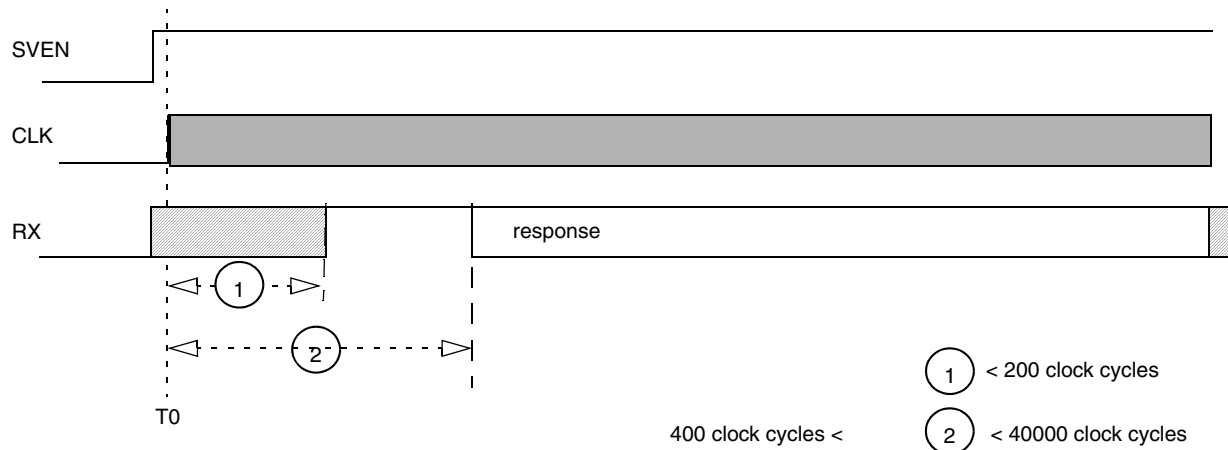 SVEN
CLK
RX
response
1
2
T0
1 < 200 clock cycles
400 clock cycles < 2 < 40000 clock cycles